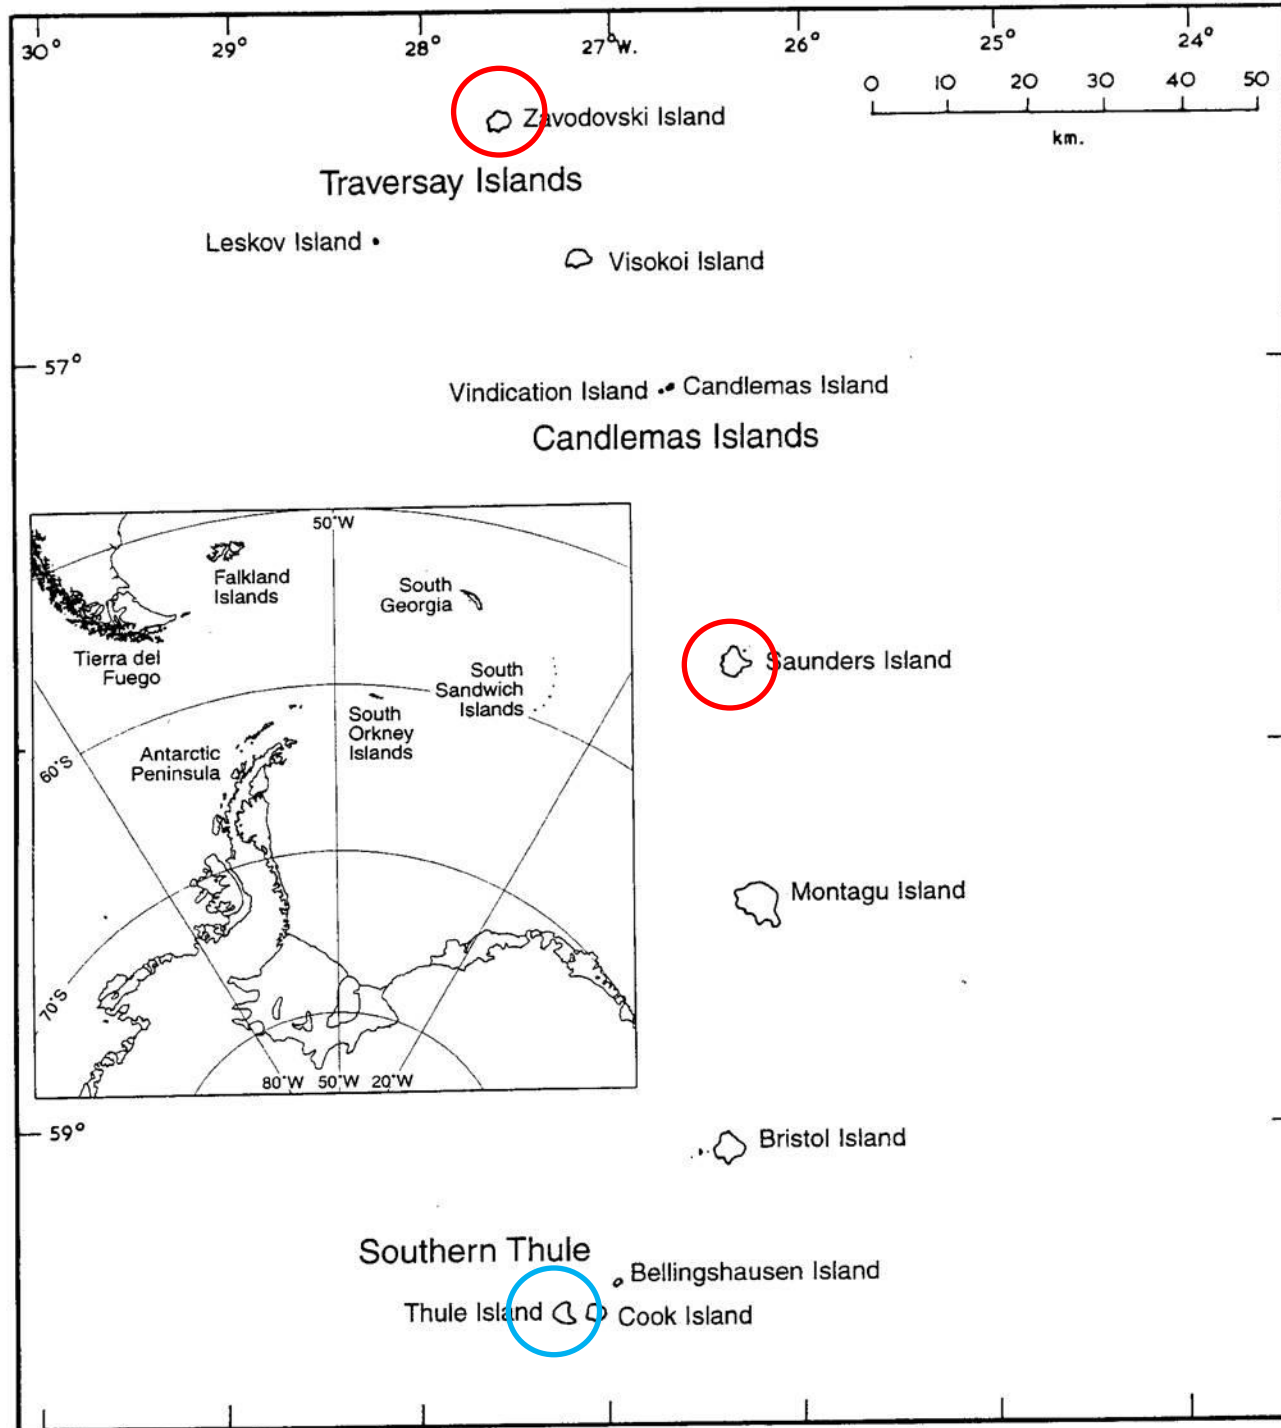 30° 29° 28° 27°W. 26° 25° 24°
0 10 20 30 40 50
km.
Zavodovski Island
Traversay Islands
Leskov Island
Visokoi Island
57°
Vindication Island
Candlemas Island
Candlemas Islands
50°W
Falkland
Islands
South
Georgia
Tierra del
Fuego
South
Sandwich
Islands
South
Orkney
Islands
Antarctic
Peninsula
60°S
70°S
80°W 50°W 20°W
Saunders Island
Montagu Island
59°
Bristol Island
Southern Thule
Bellingshausen Island
Thule Island
Cook Island